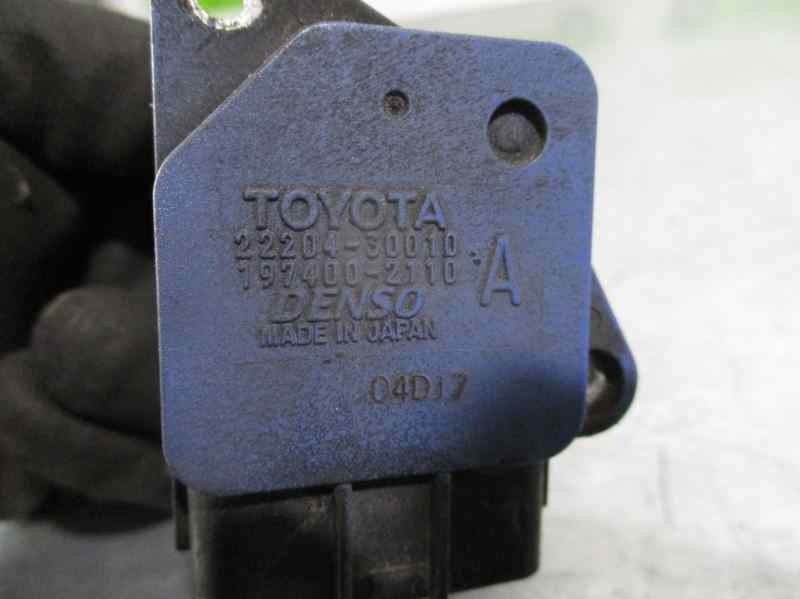 TOYOTA
22204-30010
197400-2110
A
DENSO
MADE IN JAPAN
04D17